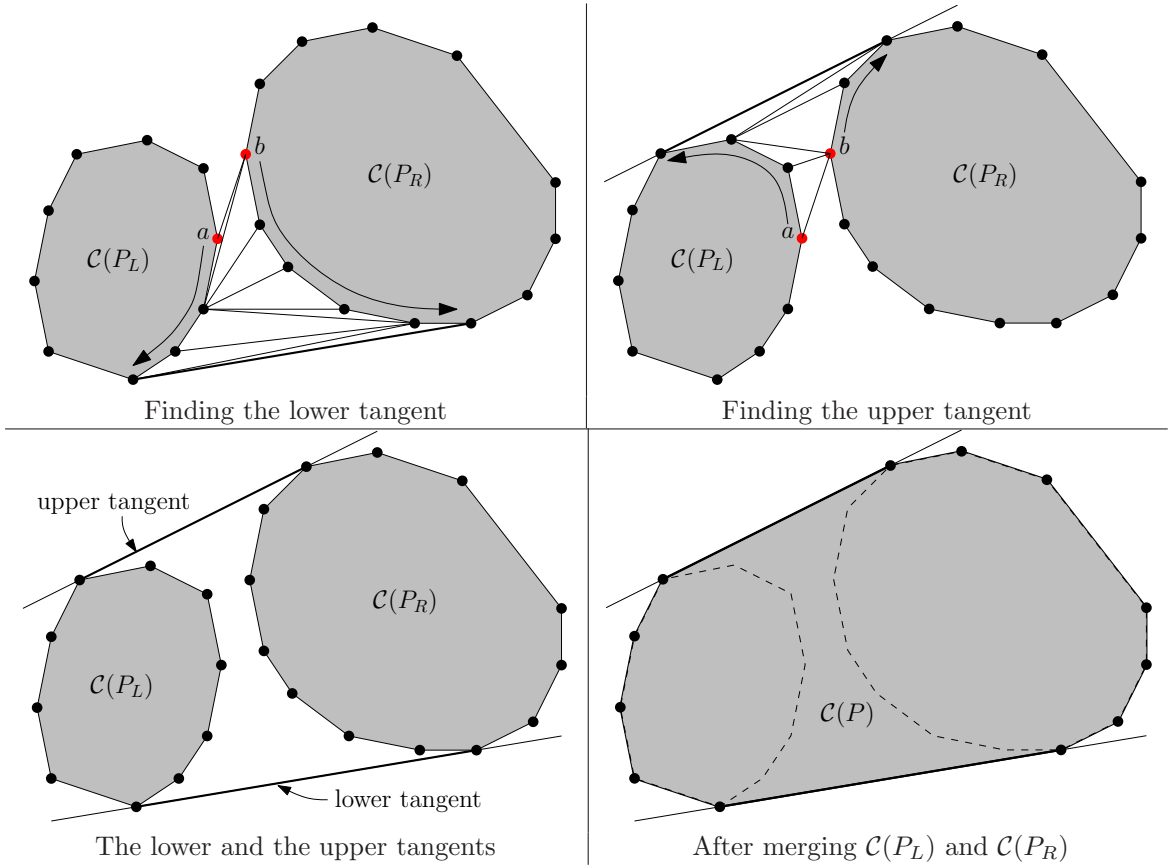 C(P_R)
b
a
C(P_L)
Finding the lower tangent
b
C(P_R)
a
C(P_L)
Finding the upper tangent
upper tangent
C(P_R)
C(P_L)
lower tangent
The lower and the upper tangents
C(P)
After merging C(P_L) and C(P_R)